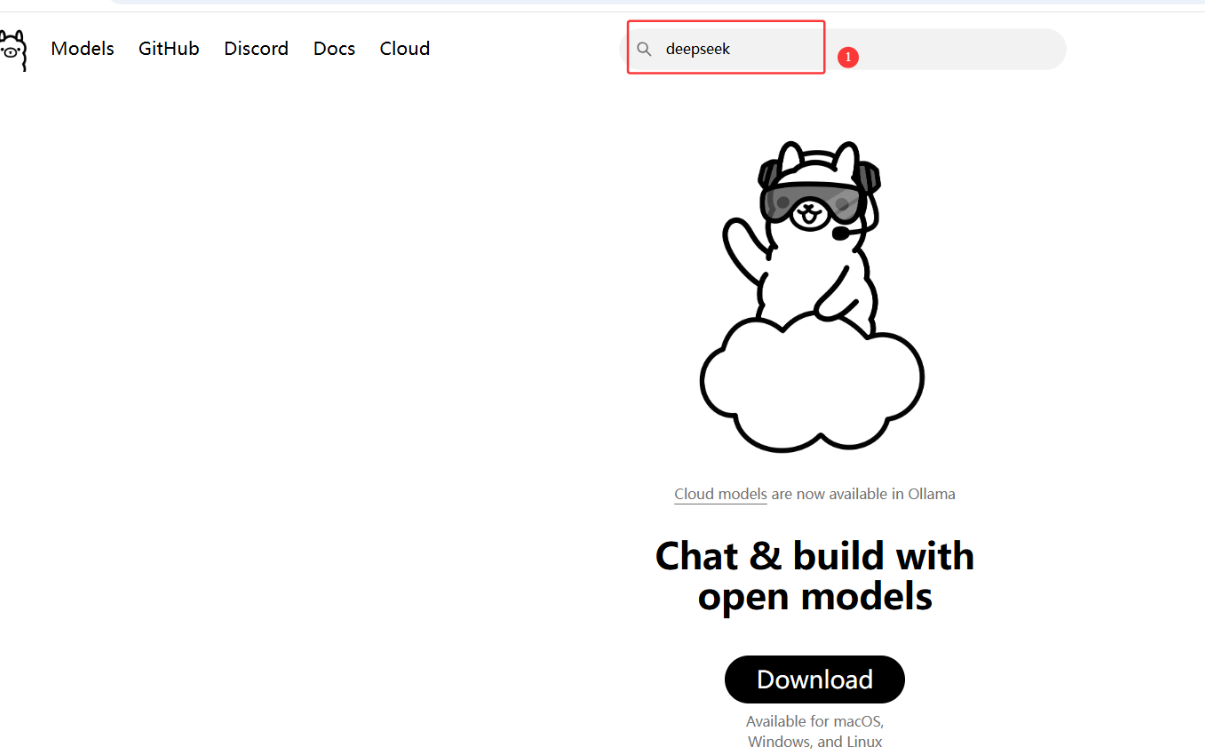 Models GitHub Discord Docs Cloud deepseek 1
Cloud models are now available in Ollama
Chat & build with
open models
Download
Available for macOS,
Windows, and Linux